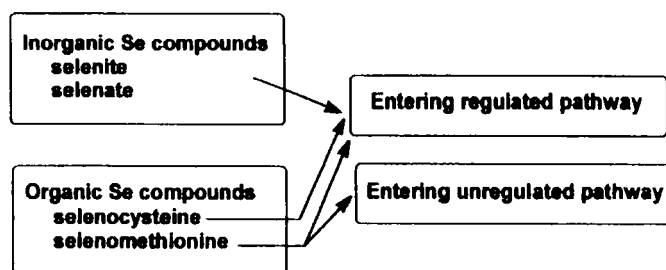 Inorganic Se compounds
selenite
selenate
Entering regulated pathway
Organic Se compounds
selenocysteine
selenomethionine
Entering unregulated pathway